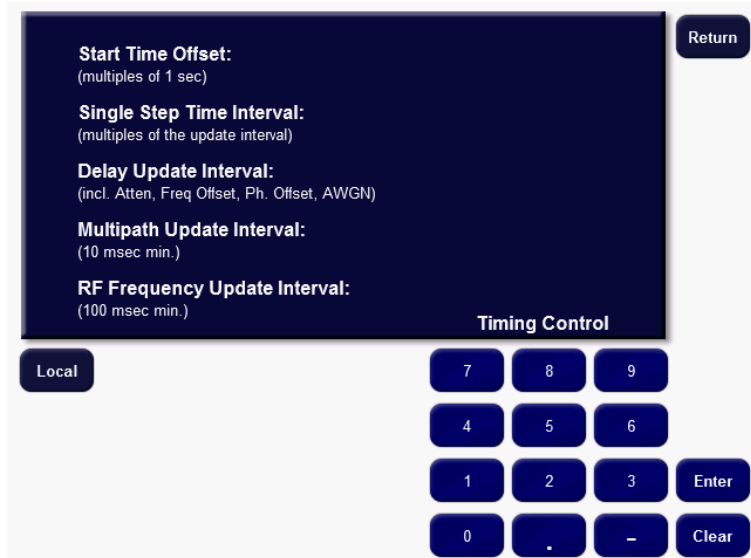 Return
Start Time Offset:
(multiples of 1 sec)
Single Step Time Interval:
(multiples of the update interval)
Delay Update Interval:
(incl. Atten, Freq Offset, Ph. Offset, AWGN)
Multipath Update Interval:
(10 msec min.)
RF Frequency Update Interval:
(100 msec min.)
Timing Control
Local
7 8 9
4 5 6
1 2 3 Enter
0 . - Clear